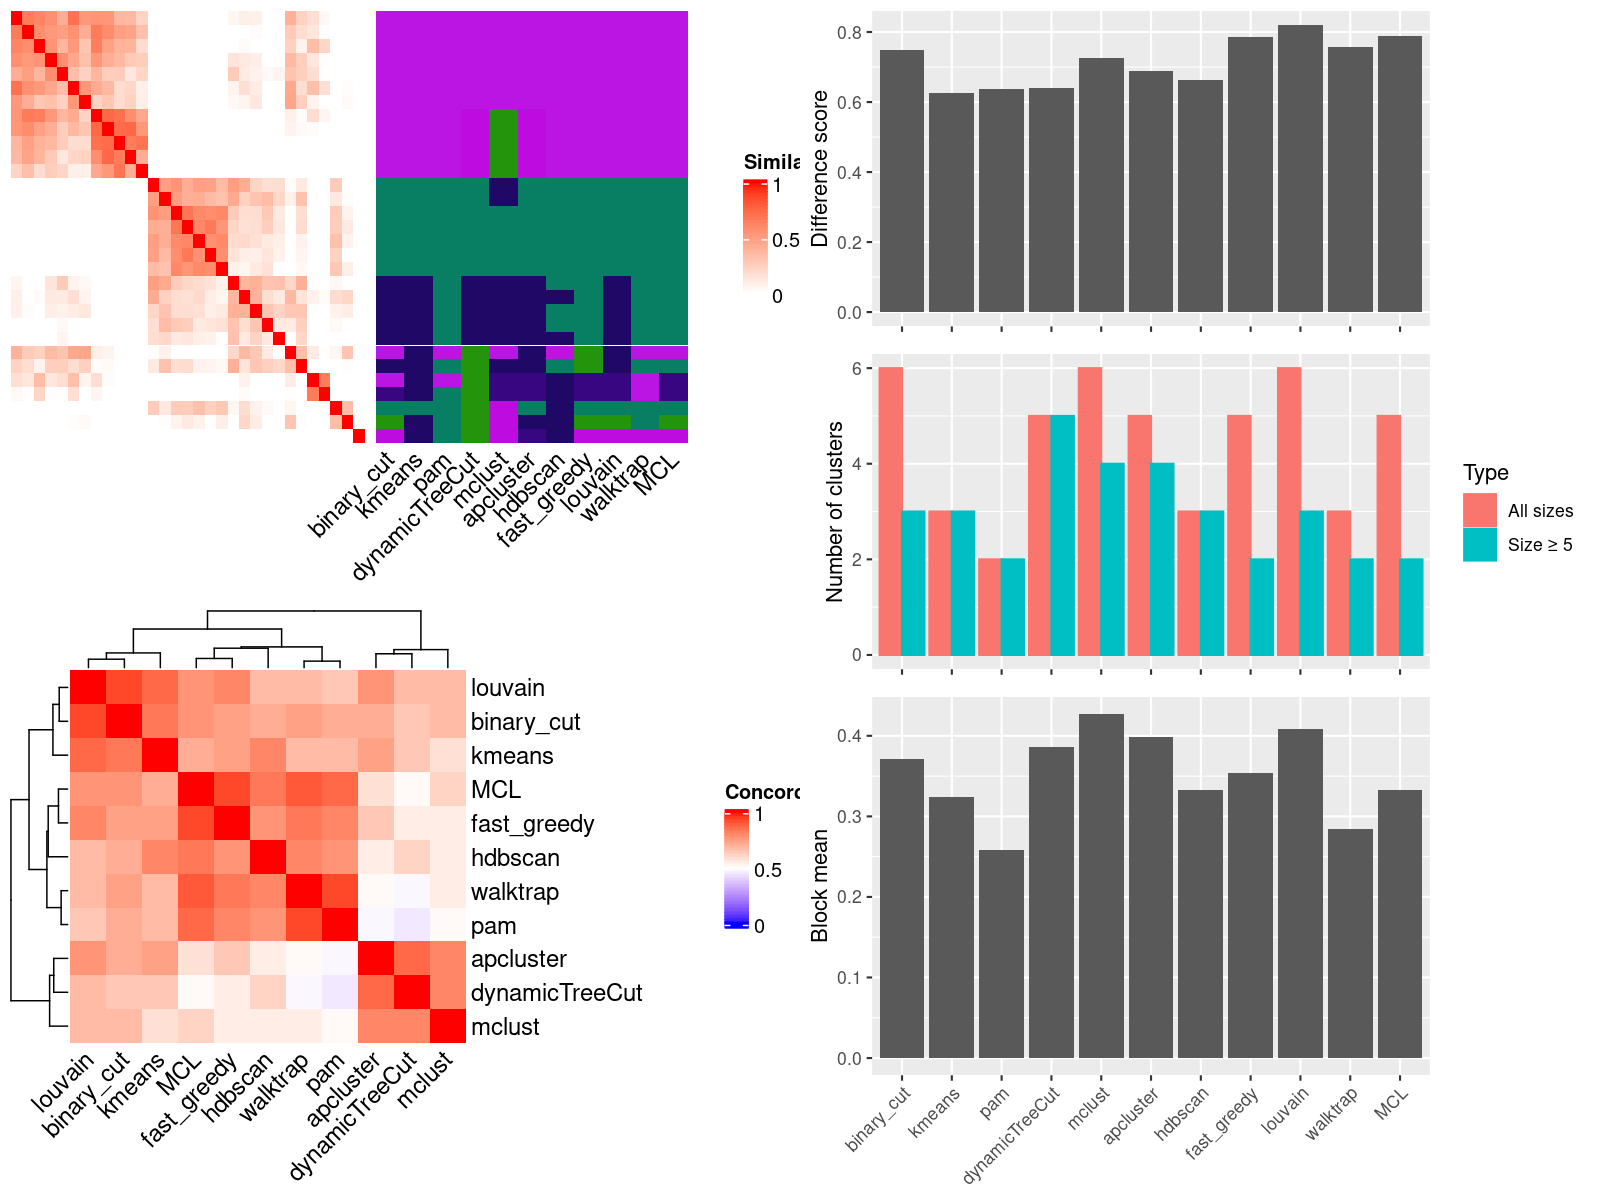 Simila
1
0.5
0
binary_cut
kmeans
pam
dynamicTreeCut
mclust
apcluster
hdbscan
fast_greedy
louvain
walktrap
MCL
louvain
binary_cut
kmeans
MCL
fast_greedy
hdbscan
walktrap
pam
apcluster
dynamicTreeCut
mclust
Concord
1
0.5
0
louvain
binary_cut
kmeans
MCL
fast_greedy
hdbscan
walktrap
pam
apcluster
dynamicTreeCut
mclust
Difference score
0.8
0.6
0.4
0.2
0.0
Number of clusters
6
4
2
0
Type
All sizes
Size ≥ 5
Block mean
0.4
0.3
0.2
0.1
0.0
binary_cut
kmeans
pam
dynamicTreeCut
mclust
apcluster
hdbscan
fast_greedy
louvain
walktrap
MCL